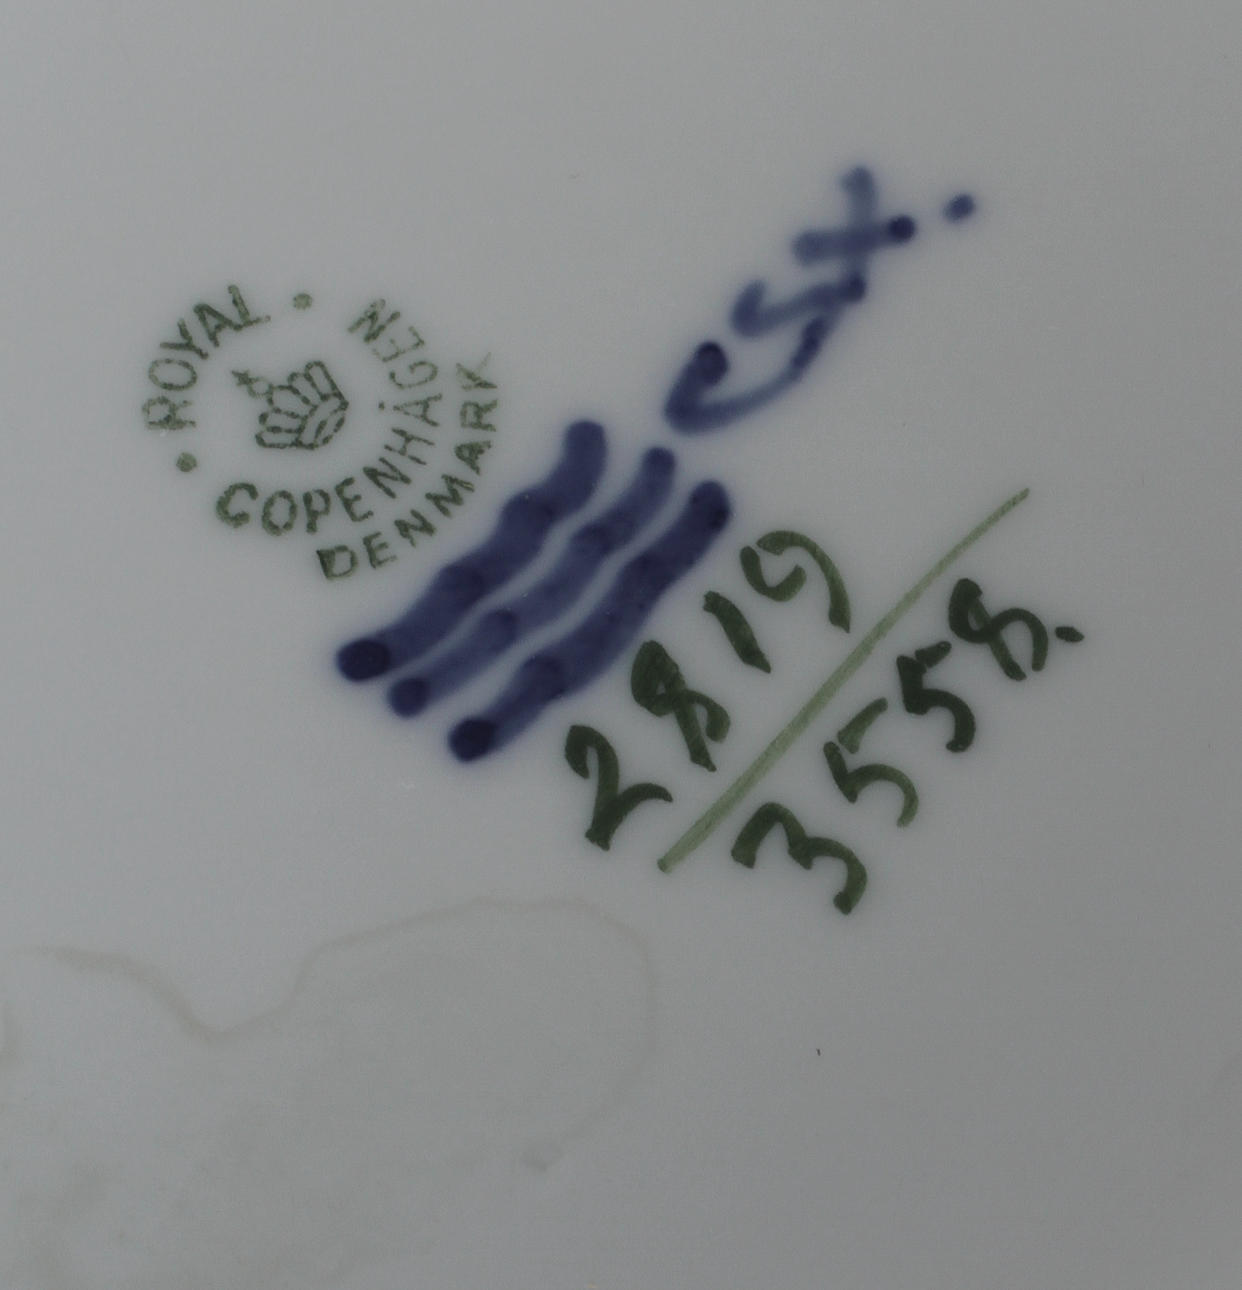 ROYAL
COPENHAGEN
DENMARK
2819
3558.